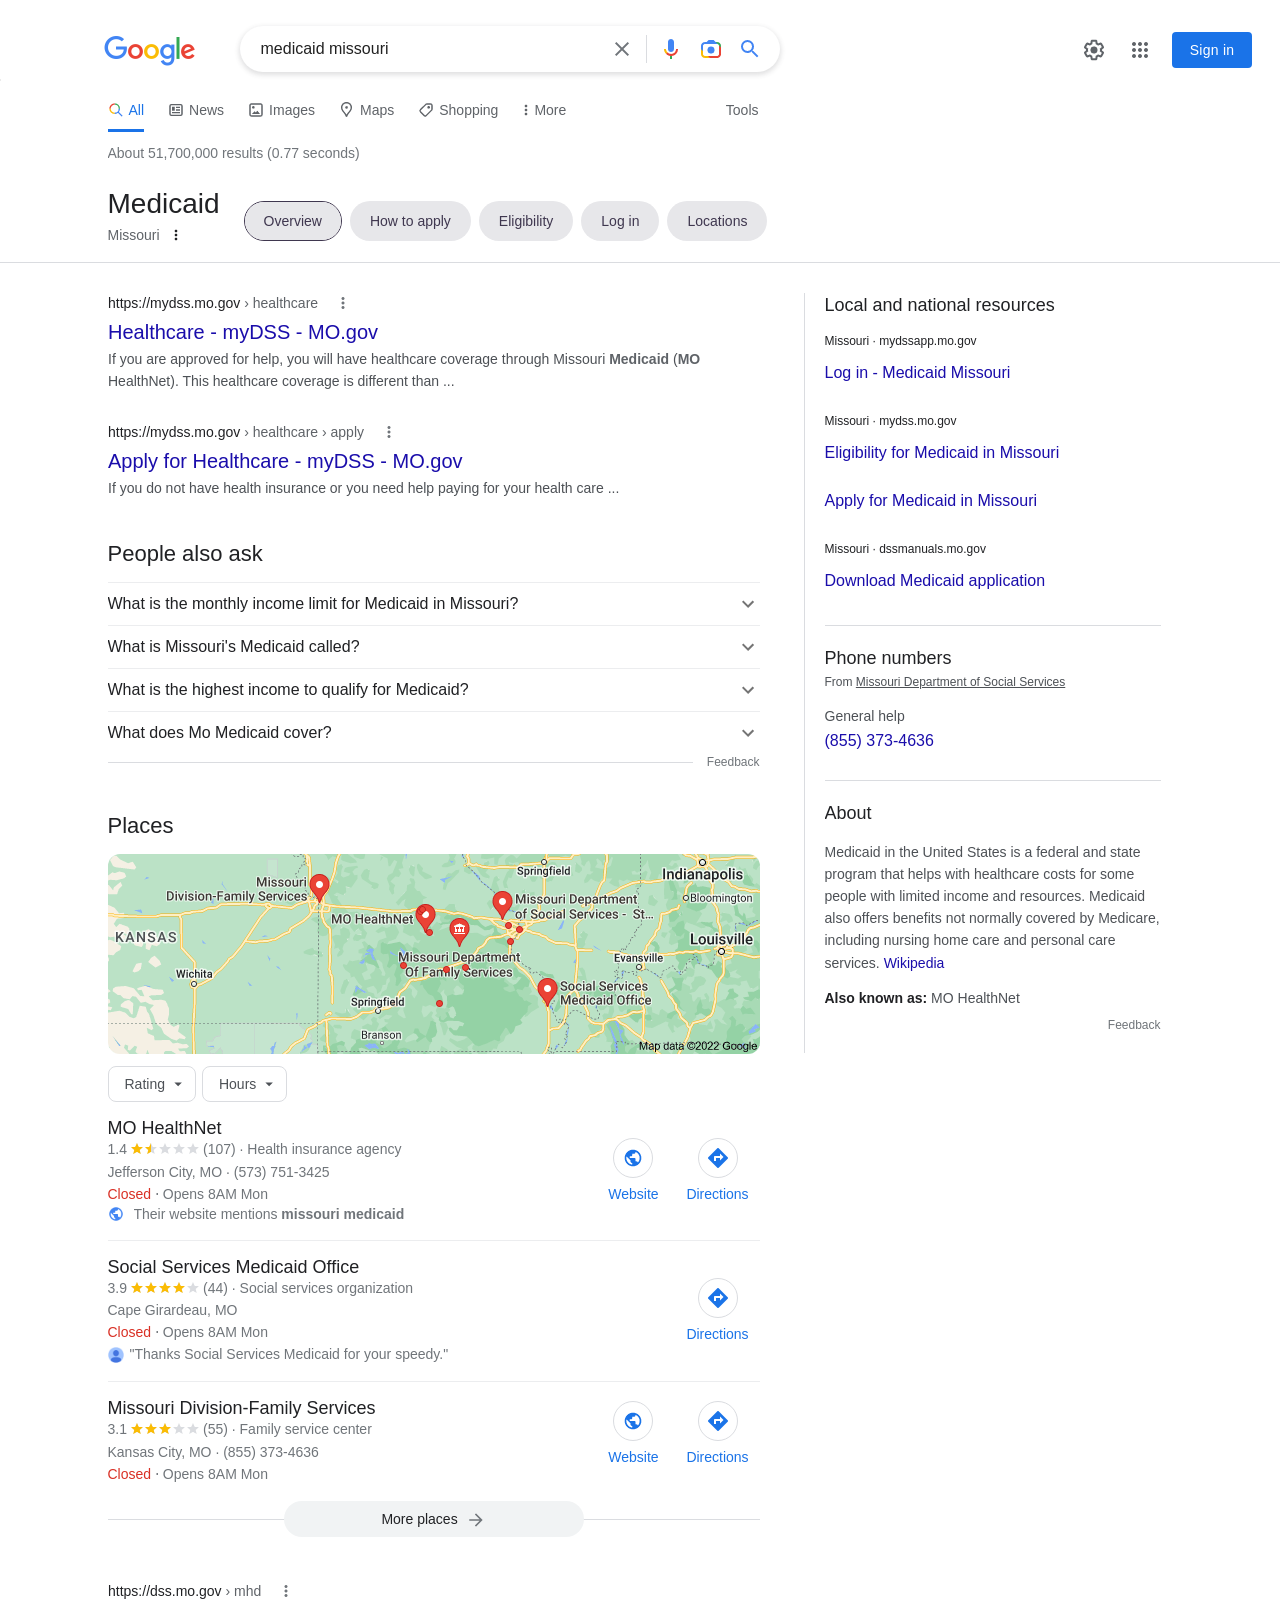 Google
medicaid missouri
Sign in
All
News
Images
Maps
Shopping
More
Tools
About 51,700,000 results (0.77 seconds)
Medicaid
Missouri
Overview
How to apply
Eligibility
Log in
Locations
https://mydss.mo.gov › healthcare
Healthcare - myDSS - MO.gov
If you are approved for help, you will have healthcare coverage through Missouri Medicaid (MO
HealthNet). This healthcare coverage is different than ...
https://mydss.mo.gov › healthcare › apply
Apply for Healthcare - myDSS - MO.gov
If you do not have health insurance or you need help paying for your health care ...
People also ask
What is the monthly income limit for Medicaid in Missouri?
What is Missouri's Medicaid called?
What is the highest income to qualify for Medicaid?
What does Mo Medicaid cover?
Feedback
Places
Missouri
Division-Family Services
Springfield
Indianapolis
Bloomington
MO HealthNet
Missouri Department
of Social Services - St...
KANSAS
Louisville
Wichita
Missouri Department
Of Family Services
Evansville
Springfield
Social Services
Medicaid Office
Branson
Map data ©2022 Google
Rating
Hours
MO HealthNet
1.4 (107) · Health insurance agency
Jefferson City, MO · (573) 751-3425
Closed · Opens 8AM Mon
Their website mentions missouri medicaid
Website
Directions
Social Services Medicaid Office
3.9 (44) · Social services organization
Cape Girardeau, MO
Closed · Opens 8AM Mon
"Thanks Social Services Medicaid for your speedy."
Directions
Missouri Division-Family Services
3.1 (55) · Family service center
Kansas City, MO · (855) 373-4636
Closed · Opens 8AM Mon
Website
Directions
More places
https://dss.mo.gov › mhd
Local and national resources
Missouri · mydssapp.mo.gov
Log in - Medicaid Missouri
Missouri · mydss.mo.gov
Eligibility for Medicaid in Missouri
Apply for Medicaid in Missouri
Missouri · dssmanuals.mo.gov
Download Medicaid application
Phone numbers
From Missouri Department of Social Services
General help
(855) 373-4636
About
Medicaid in the United States is a federal and state
program that helps with healthcare costs for some
people with limited income and resources. Medicaid
also offers benefits not normally covered by Medicare,
including nursing home care and personal care
services. Wikipedia
Also known as: MO HealthNet
Feedback